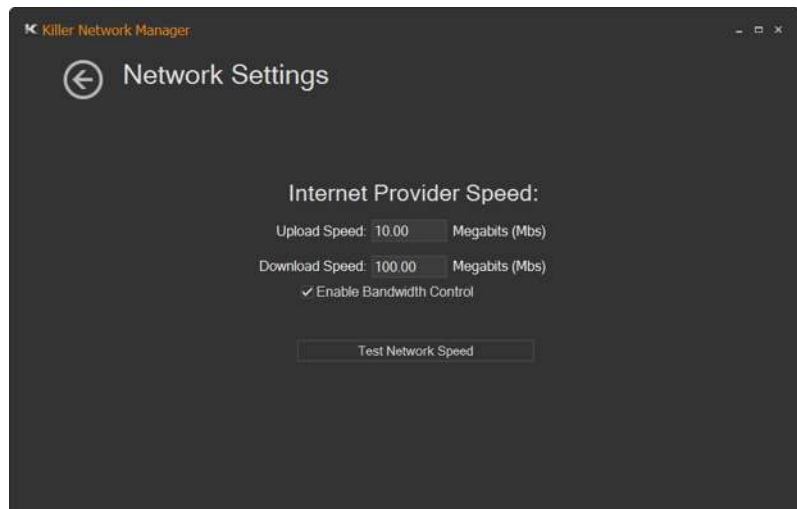 Killer Network Manager
Network Settings
Internet Provider Speed:
Upload Speed: 10.00 Megabits (Mbs)
Download Speed: 100.00 Megabits (Mbs)
Enable Bandwidth Control
Test Network Speed